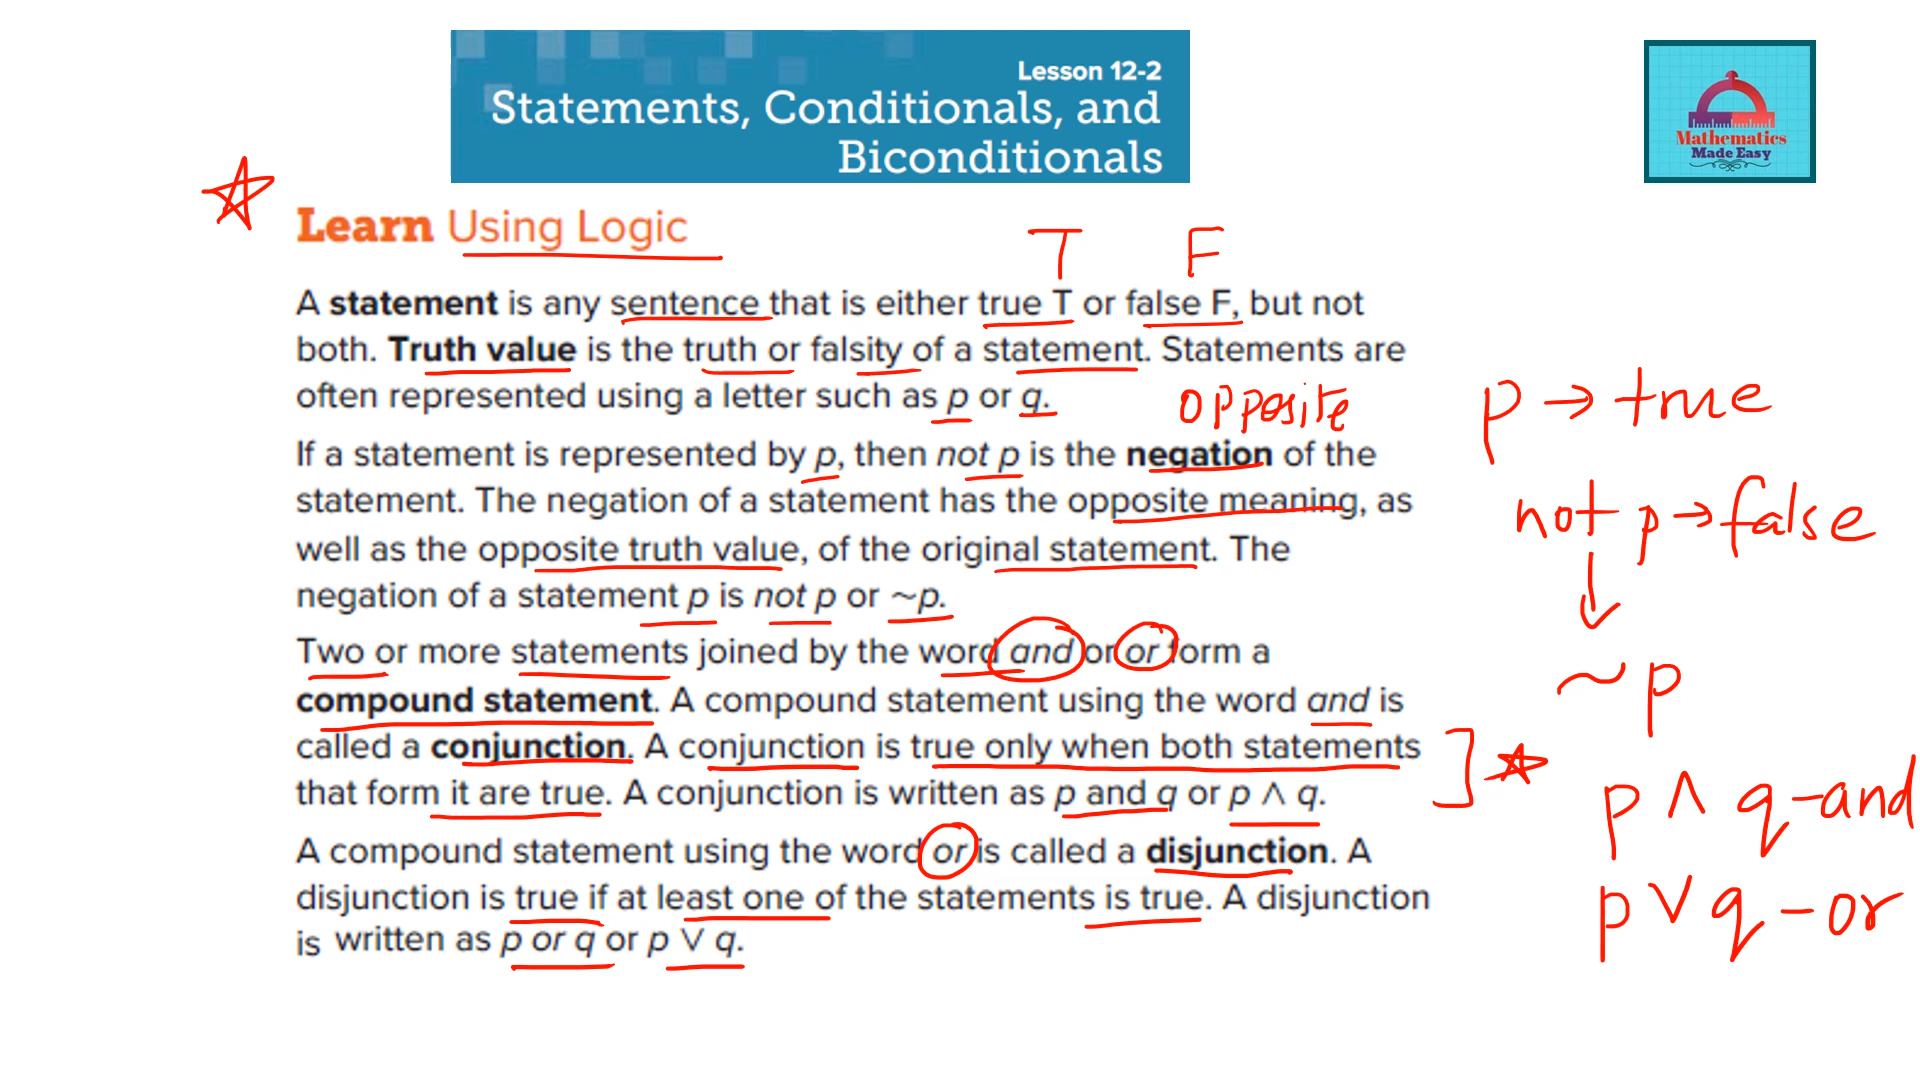 Lesson 12-2
Statements, Conditionals, and
Biconditionals
Mathematics
Made Easy
Learn Using Logic
T F
A statement is any sentence that is either true T or false F, but not
both. Truth value is the truth or falsity of a statement. Statements are
often represented using a letter such as p or q.
opposite
p → true
If a statement is represented by p, then not p is the negation of the
statement. The negation of a statement has the opposite meaning, as
not p → false
well as the opposite truth value, of the original statement. The
negation of a statement p is not p or ~p.
Two or more statements joined by the word and or or form a
~ p
compound statement. A compound statement using the word and is
called a conjunction. A conjunction is true only when both statements
that form it are true. A conjunction is written as p and q or p ∧ q.
p ∧ q - and
A compound statement using the word or is called a disjunction. A
disjunction is true if at least one of the statements is true. A disjunction
p ∨ q - or
is written as p or q or p ∨ q.